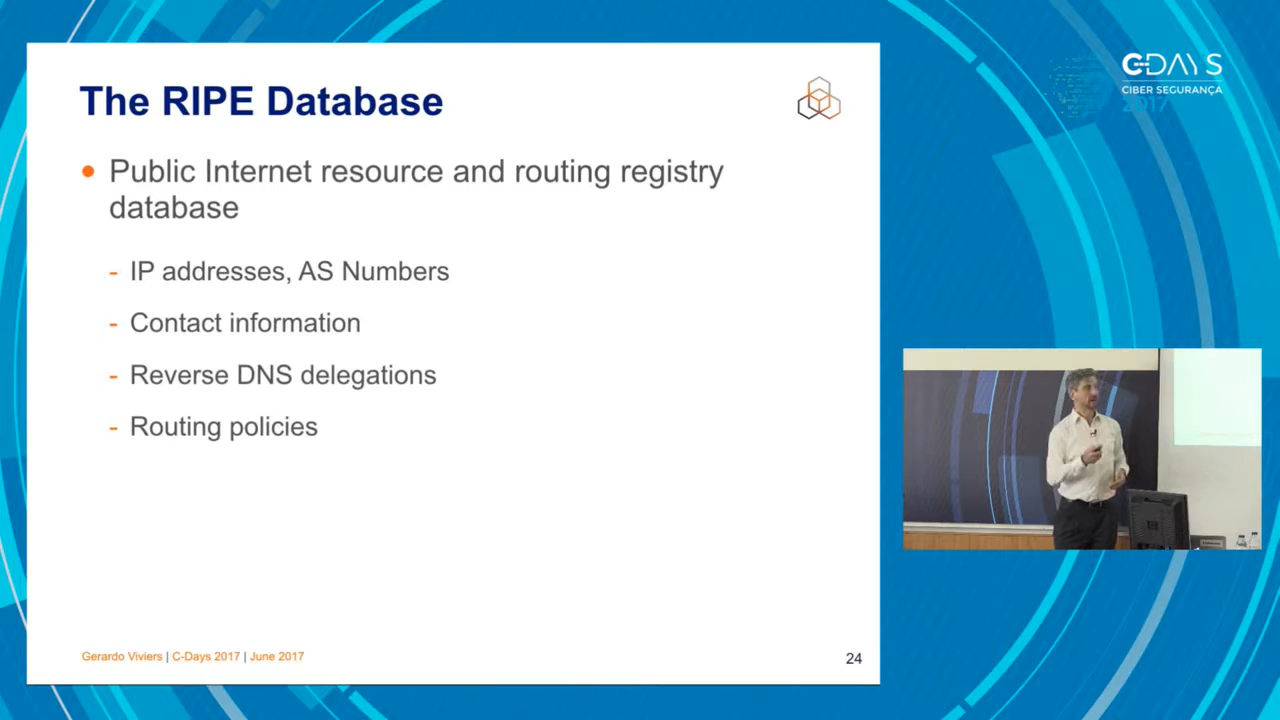 The RIPE Database
Public Internet resource and routing registry
database
- IP addresses, AS Numbers
- Contact information
- Reverse DNS delegations
- Routing policies
Gerardo Viviers | C-Days 2017 | June 2017
24
C-DAYS
CIBER SEGURANÇA
2017